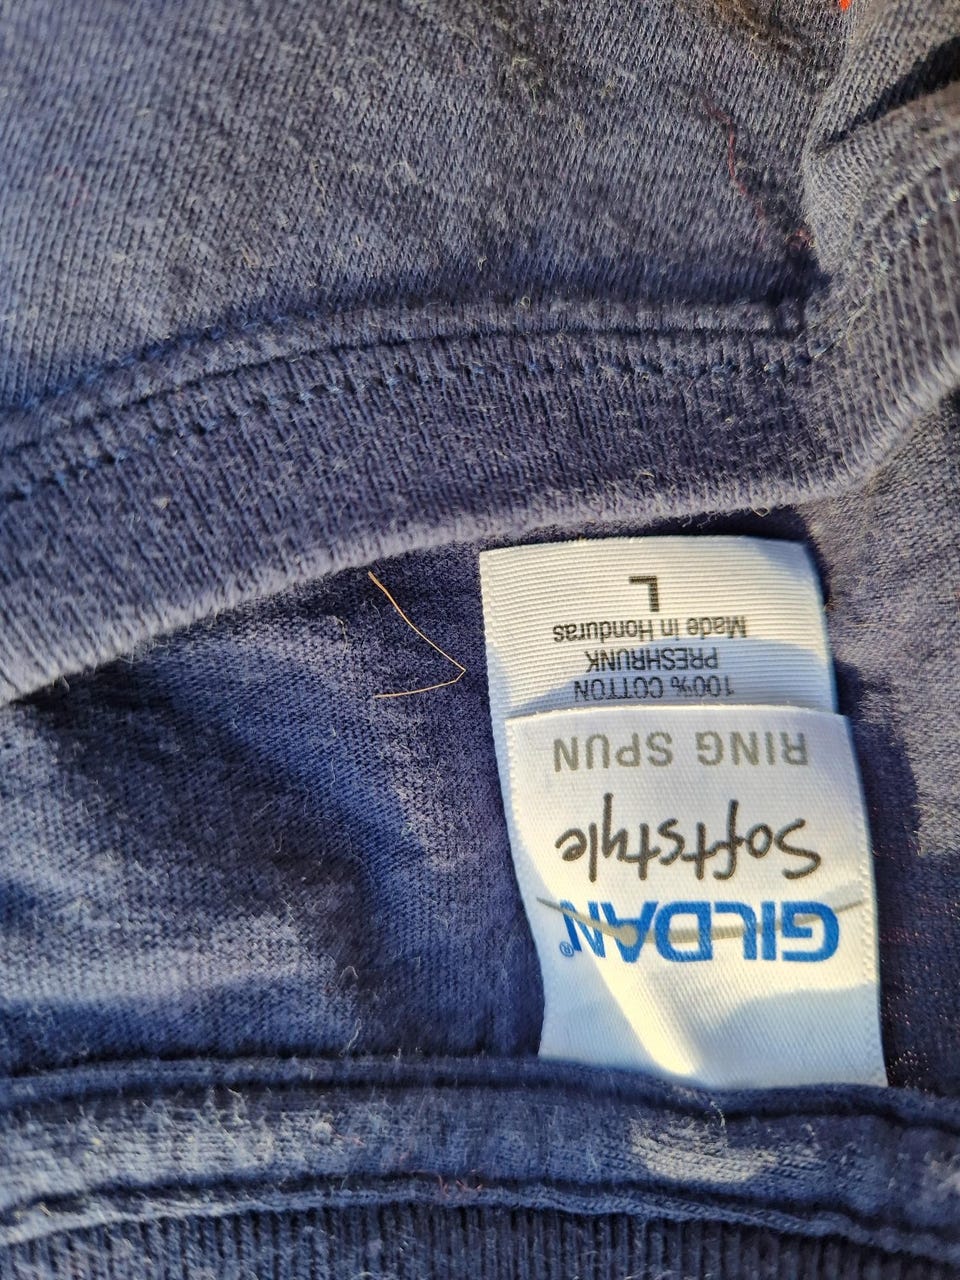 GILDAN®
Softstyle
RING SPUN
100% COTTON
PRESHRUNK
Made in Honduras
L